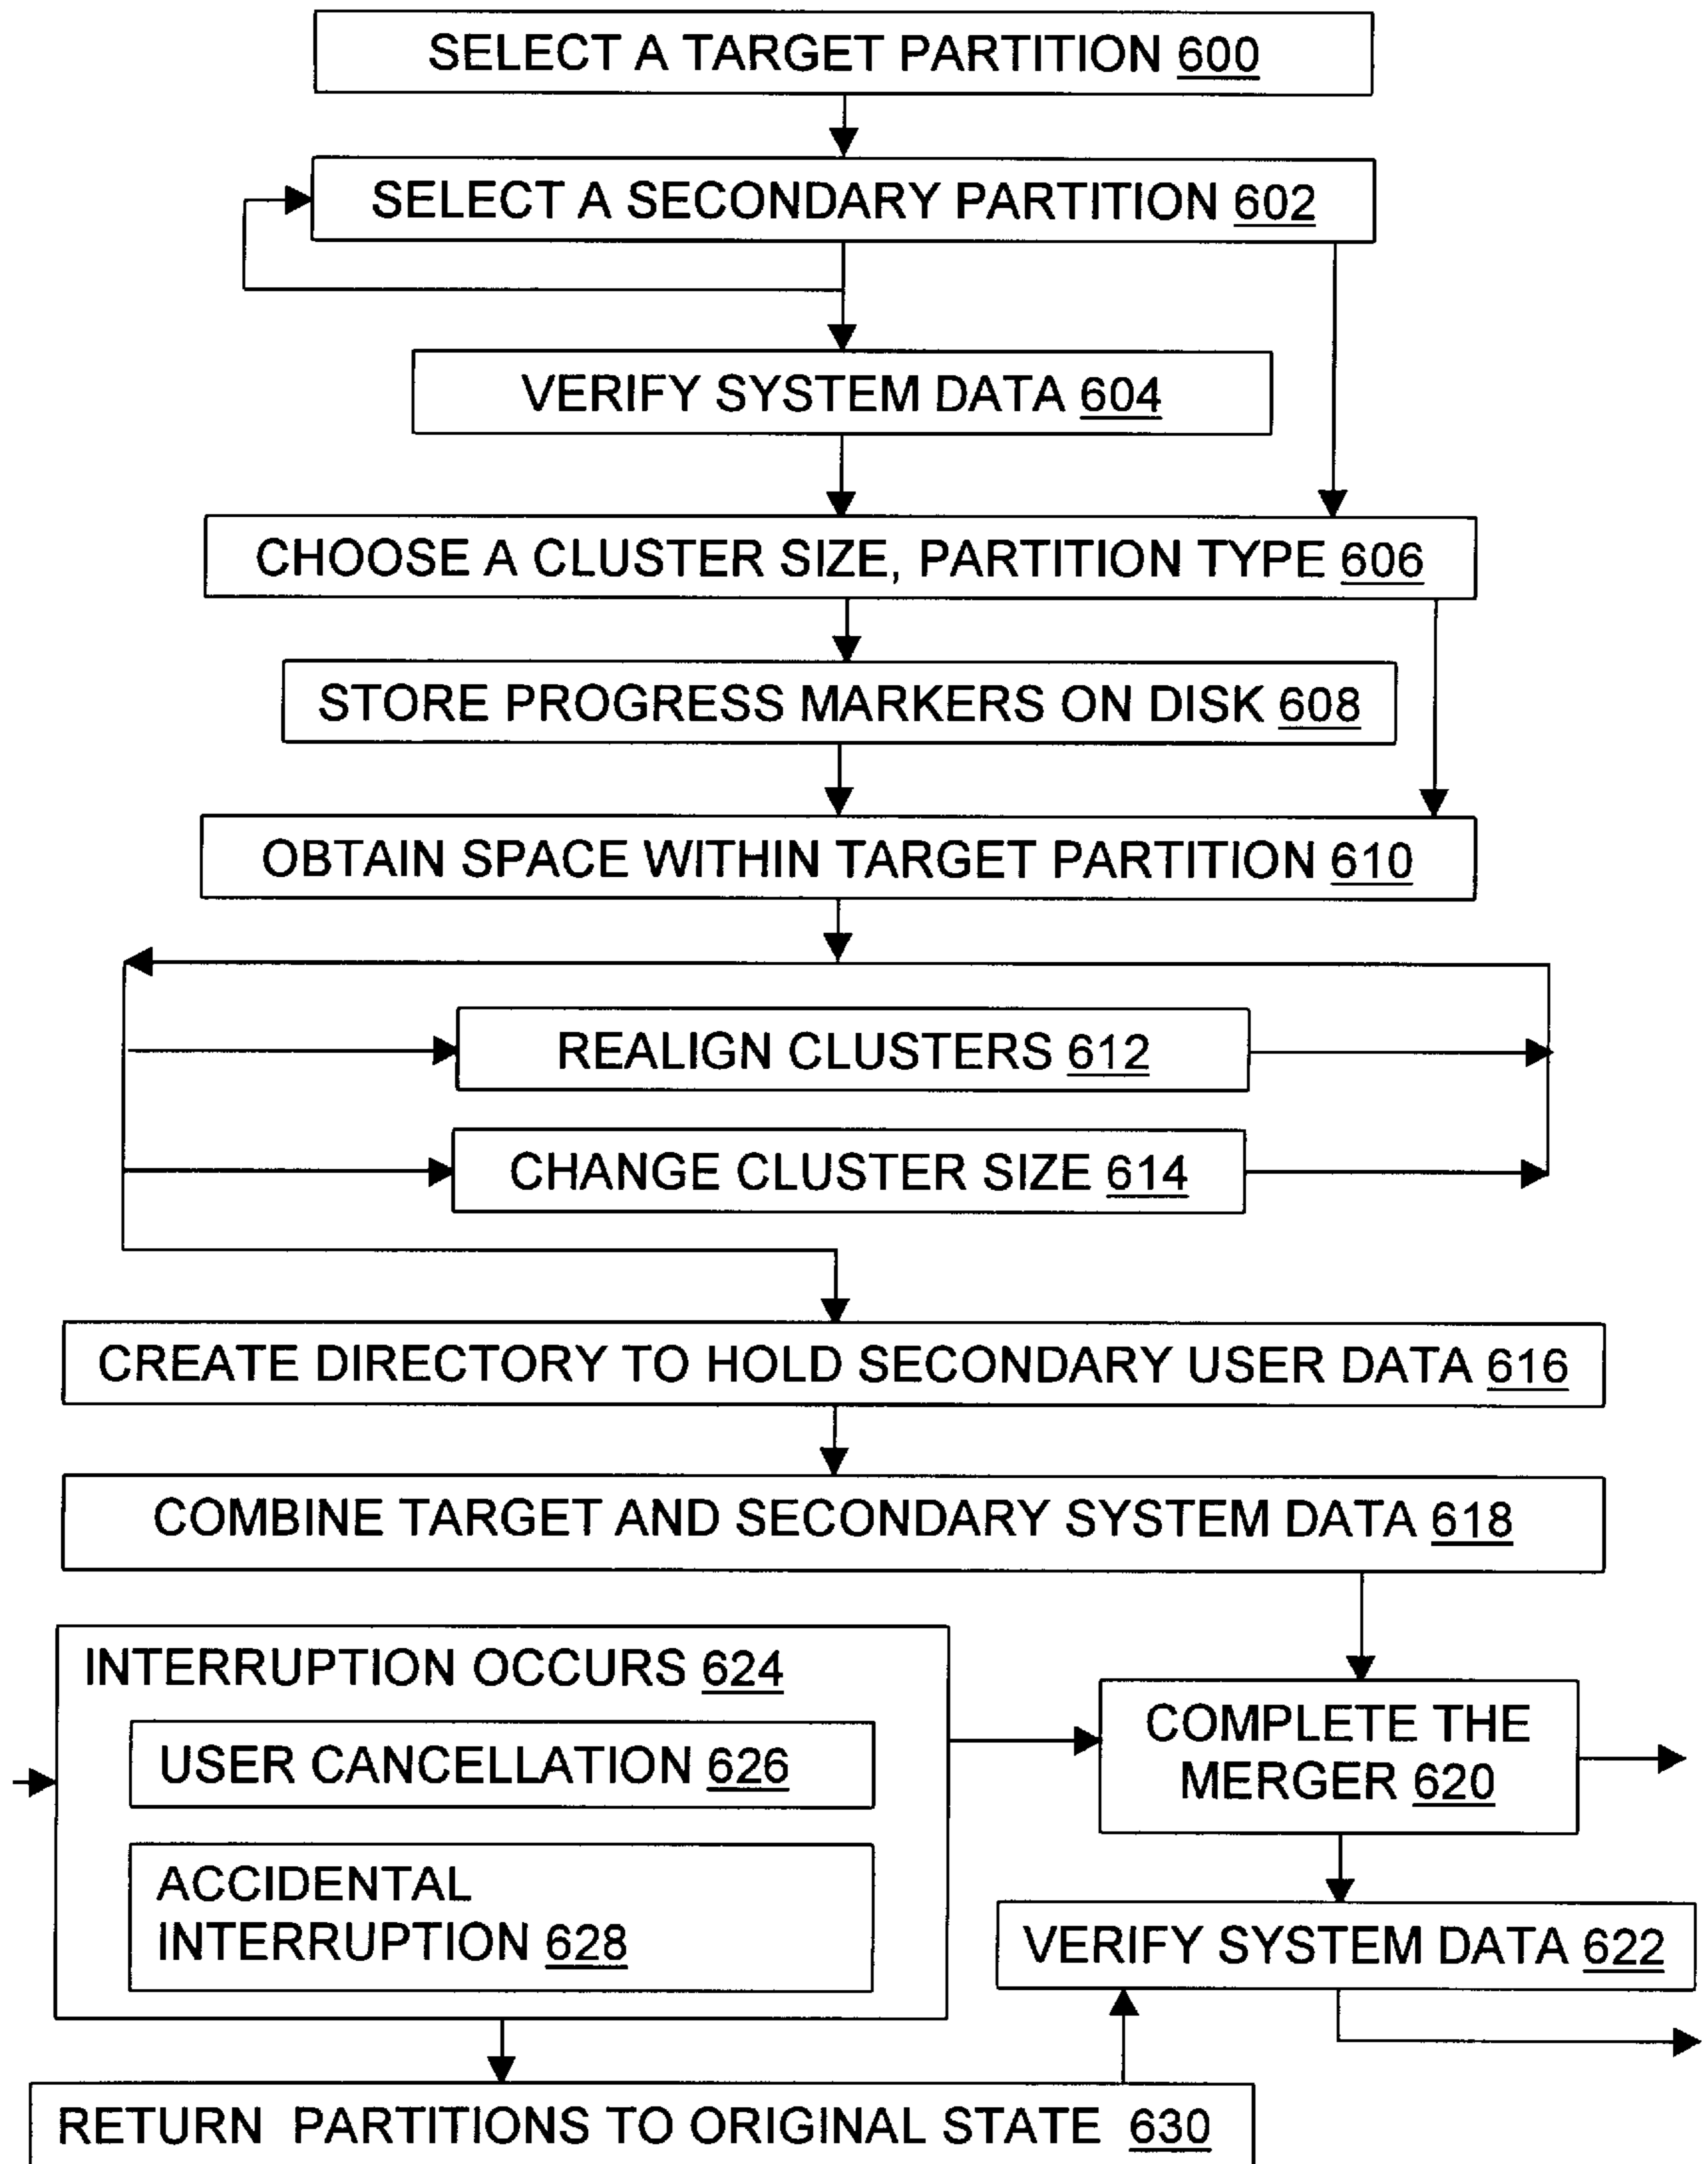 SELECT A TARGET PARTITION 600
SELECT A SECONDARY PARTITION 602
VERIFY SYSTEM DATA 604
CHOOSE A CLUSTER SIZE, PARTITION TYPE 606
STORE PROGRESS MARKERS ON DISK 608
OBTAIN SPACE WITHIN TARGET PARTITION 610
REALIGN CLUSTERS 612
CHANGE CLUSTER SIZE 614
CREATE DIRECTORY TO HOLD SECONDARY USER DATA 616
COMBINE TARGET AND SECONDARY SYSTEM DATA 618
INTERRUPTION OCCURS 624
USER CANCELLATION 626
ACCIDENTAL
INTERRUPTION 628
COMPLETE THE
MERGER 620
VERIFY SYSTEM DATA 622
RETURN PARTITIONS TO ORIGINAL STATE 630